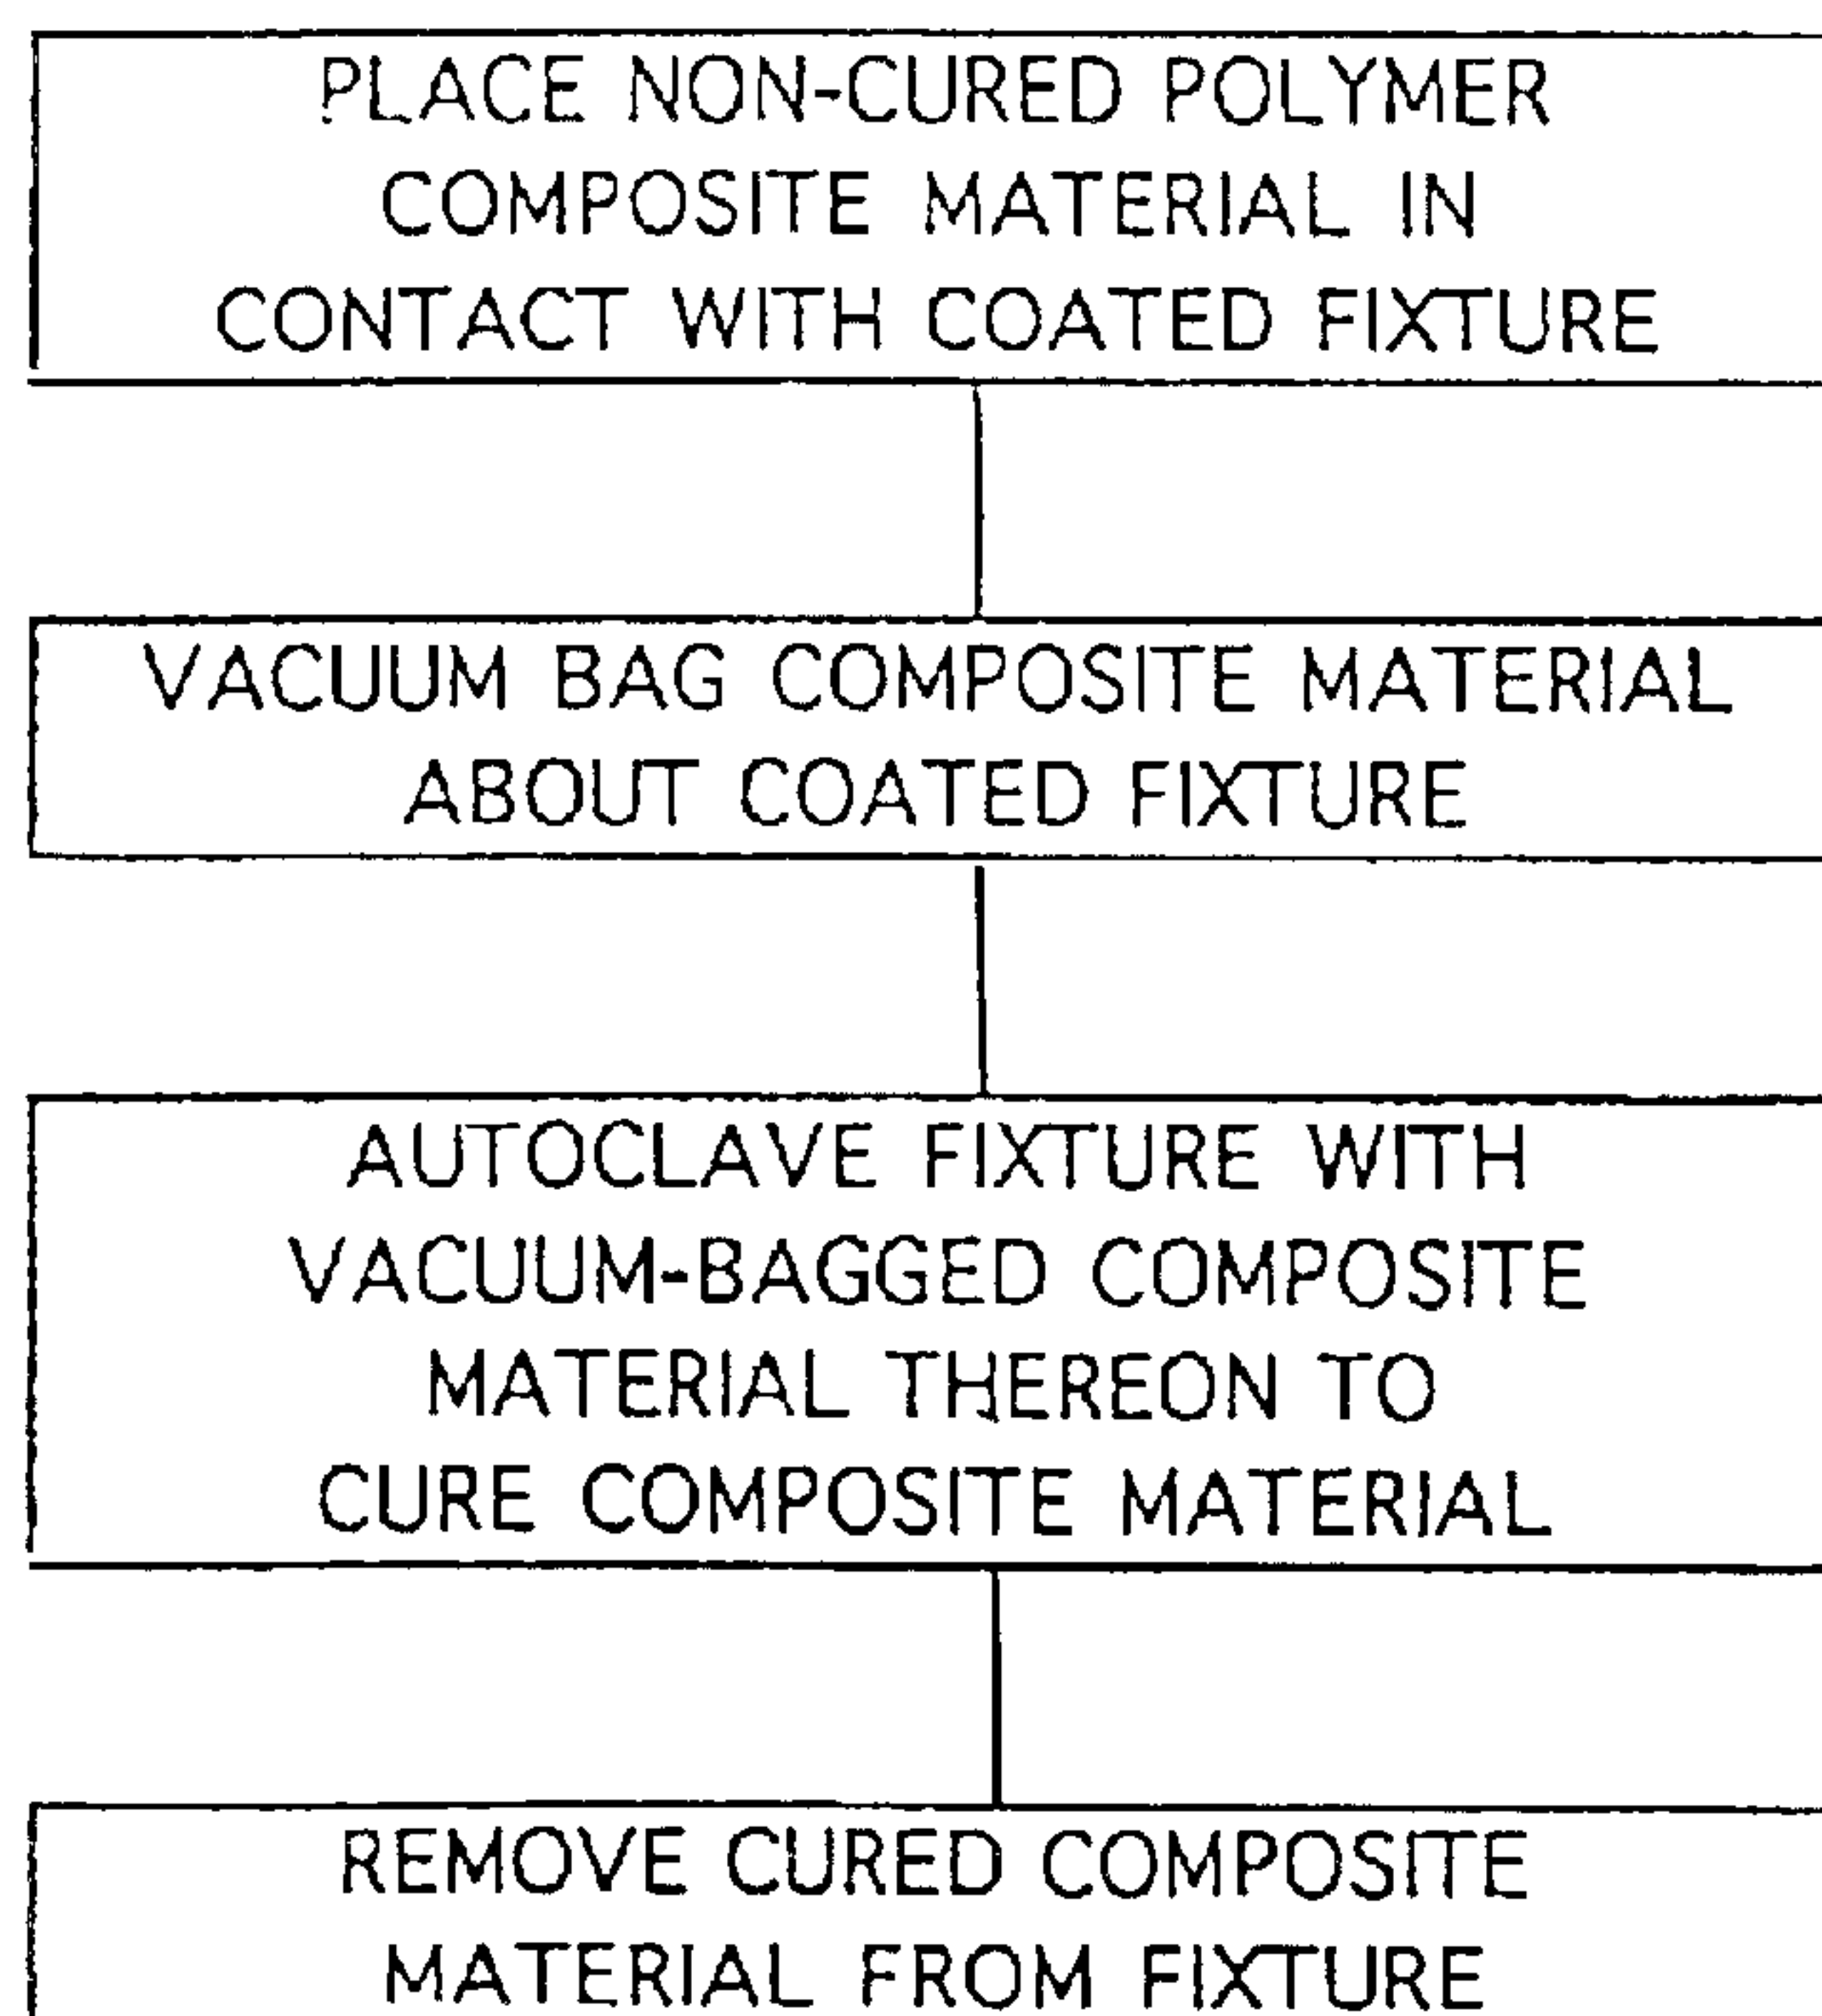 PLACE NON-CURED POLYMER
COMPOSITE MATERIAL IN
CONTACT WITH COATED FIXTURE
VACUUM BAG COMPOSITE MATERIAL
ABOUT COATED FIXTURE
AUTOCLAVE FIXTURE WITH
VACUUM-BAGGED COMPOSITE
MATERIAL THEREON TO
CURE COMPOSITE MATERIAL
REMOVE CURED COMPOSITE
MATERIAL FROM FIXTURE